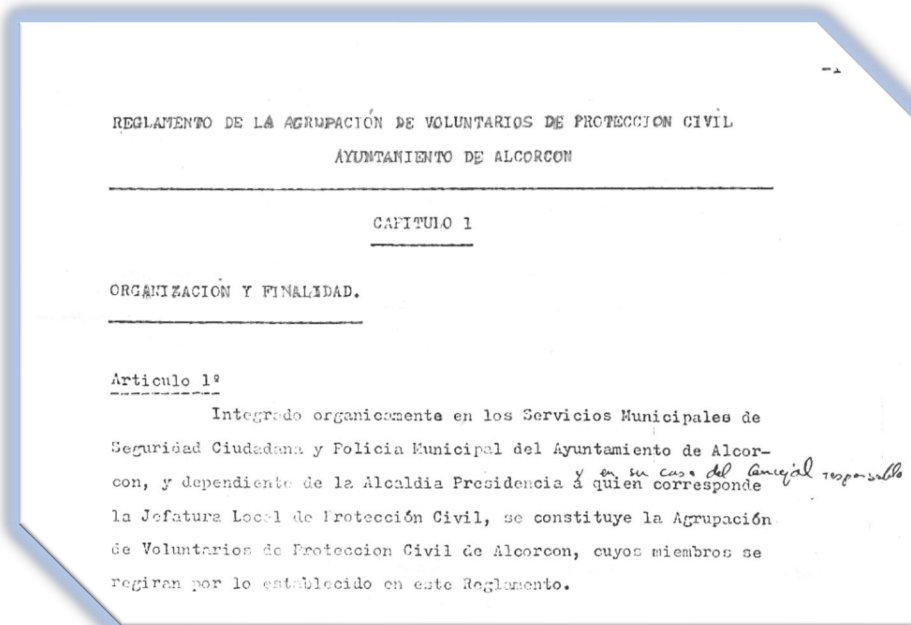 -1
REGLAMENTO DE LA AGRUPACIÓN DE VOLUNTARIOS DE PROTECCION CIVIL
AYUNTAMIENTO DE ALCORCON
CAPITULO 1
ORGANIZACION Y FINALIDAD.
Articulo 1º
Integrado organicamente en los Servicios Municipales de
Seguridad Ciudadana y Policia Municipal del Ayuntamiento de Alcor-
y en su caso del Concejal responsable
con, y dependiente de la Alcaldia Presidencia á quien corresponde
la Jefatura Local de Protección Civil, se constituye la Agrupación
de Voluntarios de Proteccion Civil de Alcorcon, cuyos miembros se
regiran por lo establecido en este Reglamento.